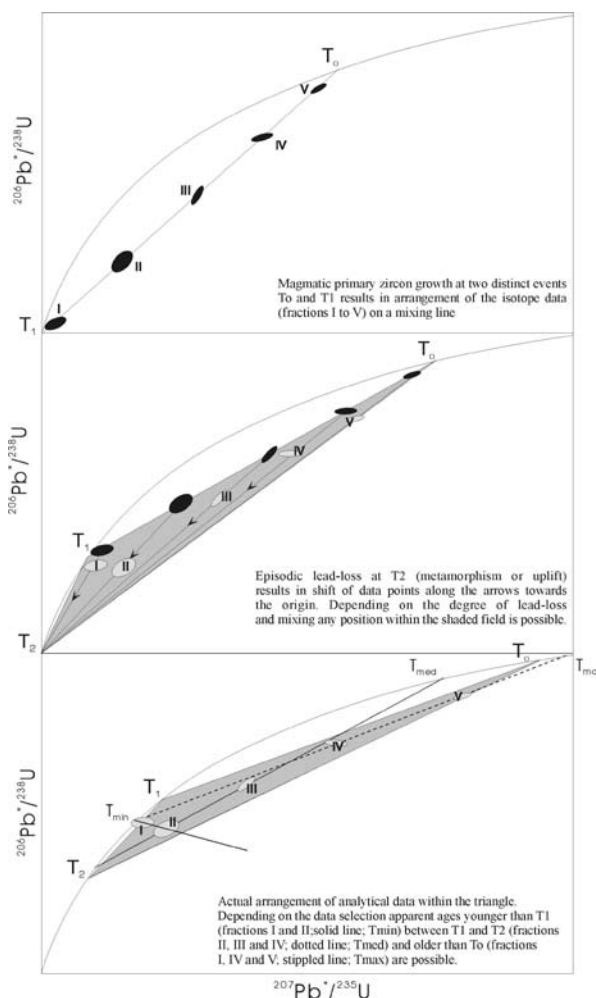 T₀
V
IV
III
II
I
T₁
²⁰⁶Pb*/²³⁸U
Magmatic primary zircon growth at two distinct events
To and T1 results in arrangement of the isotope data
(fractions I to V) on a mixing line
T₀
V
IV
III
T₁
I
II
T₂
²⁰⁶Pb*/²³⁸U
Episodic lead-loss at T2 (metamorphism or uplift)
results in shift of data points along the arrows towards
the origin. Depending on the degree of lead-loss
and mixing any position within the shaded field is possible.
T₀
Tmed
V
IV
III
T₁
Tmin
I
II
T₂
²⁰⁶Pb*/²³⁸U
Actual arrangement of analytical data within the triangle.
Depending on the data selection apparent ages younger than T1
(fractions I and II;solid line; Tmin) between T1 and T2 (fractions
II, III and IV; dotted line; Tmed) and older than To (fractions
I, IV and V, stippled line; Tmax) are possible.
²⁰⁷Pb*/²³⁵U